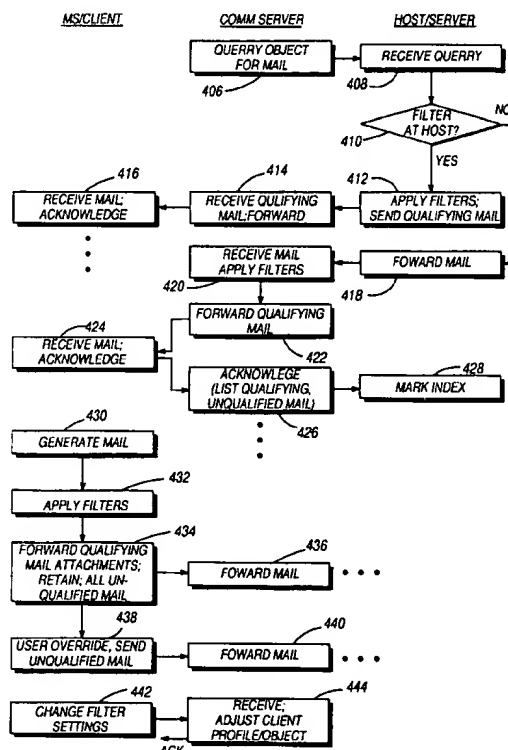 MS/CLIENT
COMM SERVER
HOST/SERVER
QUERRY OBJECT
FOR MAIL
406
RECEIVE QUERRY
408
FILTER
AT HOST?
410
NO
YES
416
RECEIVE MAIL;
ACKNOWLEDGE
414
RECEIVE QULIFYING
MAIL;FORWARD
412
APPLY FILTERS;
SEND QUALIFYING MAIL
RECEIVE MAIL
APPLY FILTERS
420
FOWARD MAIL
418
FORWARD QUALIFYING
MAIL
422
424
RECEIVE MAIL;
ACKNOWLEDGE
ACKNOWLEGE
(LIST QUALIFYING,
UNQUALIFIED MAIL)
426
428
MARK INDEX
430
GENERATE MAIL
432
APPLY FILTERS
434
FORWARD QUALIFYING
MAIL ATTACHMENTS;
RETAIN; ALL UN-
QUALIFIED MAIL
436
FOWARD MAIL
438
USER OVERRIDE, SEND
UNQUALIFIED MAIL
440
FOWARD MAIL
442
CHANGE FILTER
SETTINGS
444
RECEIVE;
ADJUST CLIENT
PROFILE/OBJECT
ACK